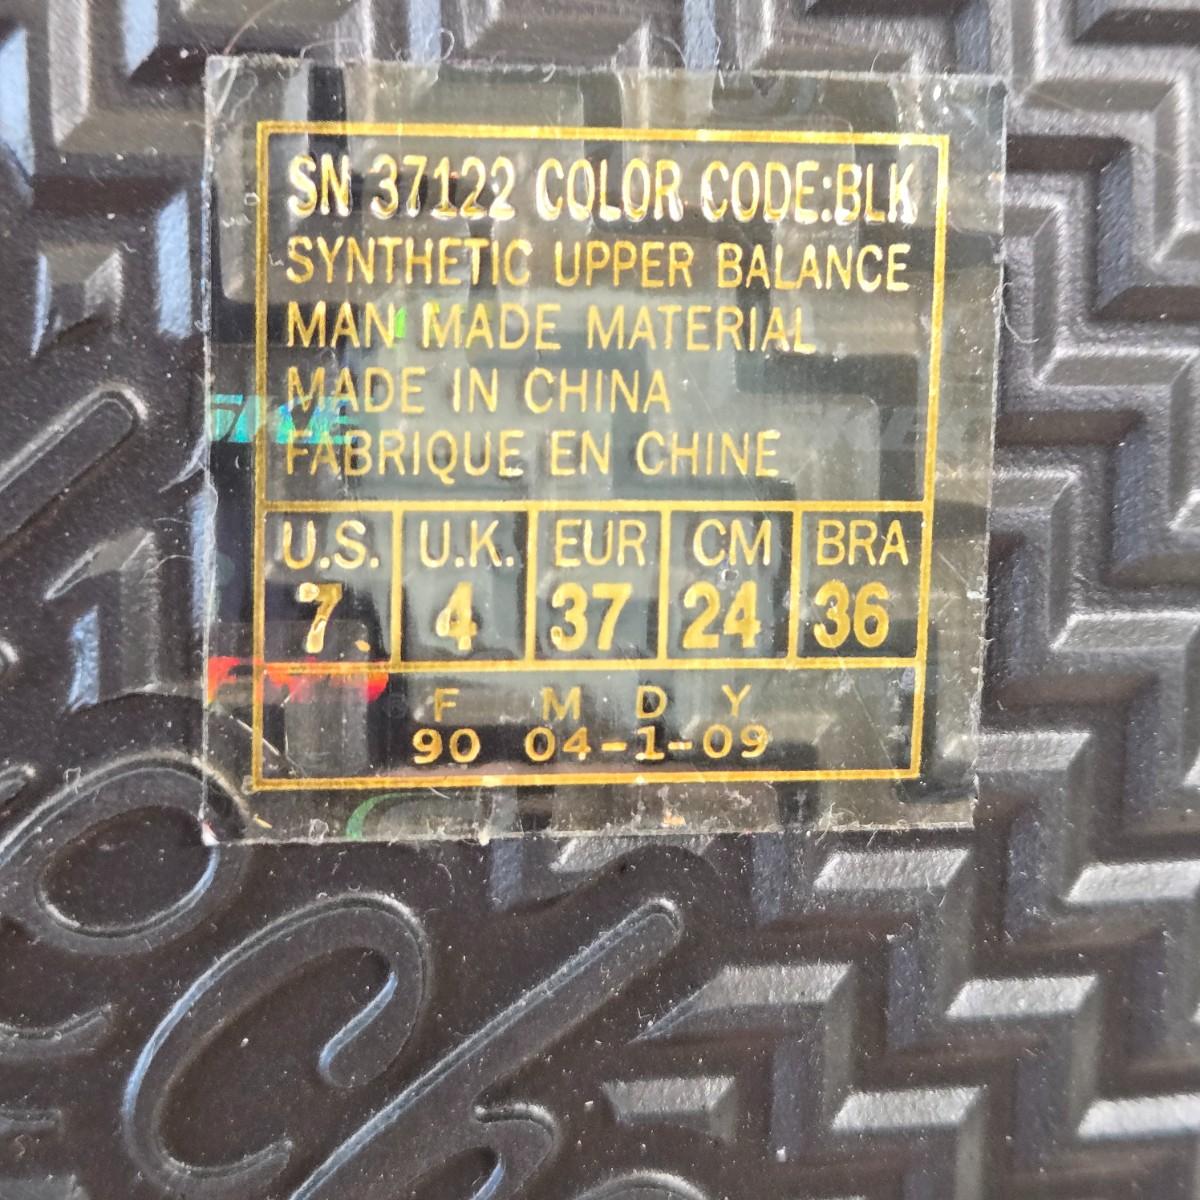 SN 37122 COLOR CODE:BLK
SYNTHETIC UPPER BALANCE
MAN MADE MATERIAL
MADE IN CHINA
FABRIQUE EN CHINE
U.S. U.K. EUR CM BRA
7 4 37 24 36
F M D Y
90 04-1-09